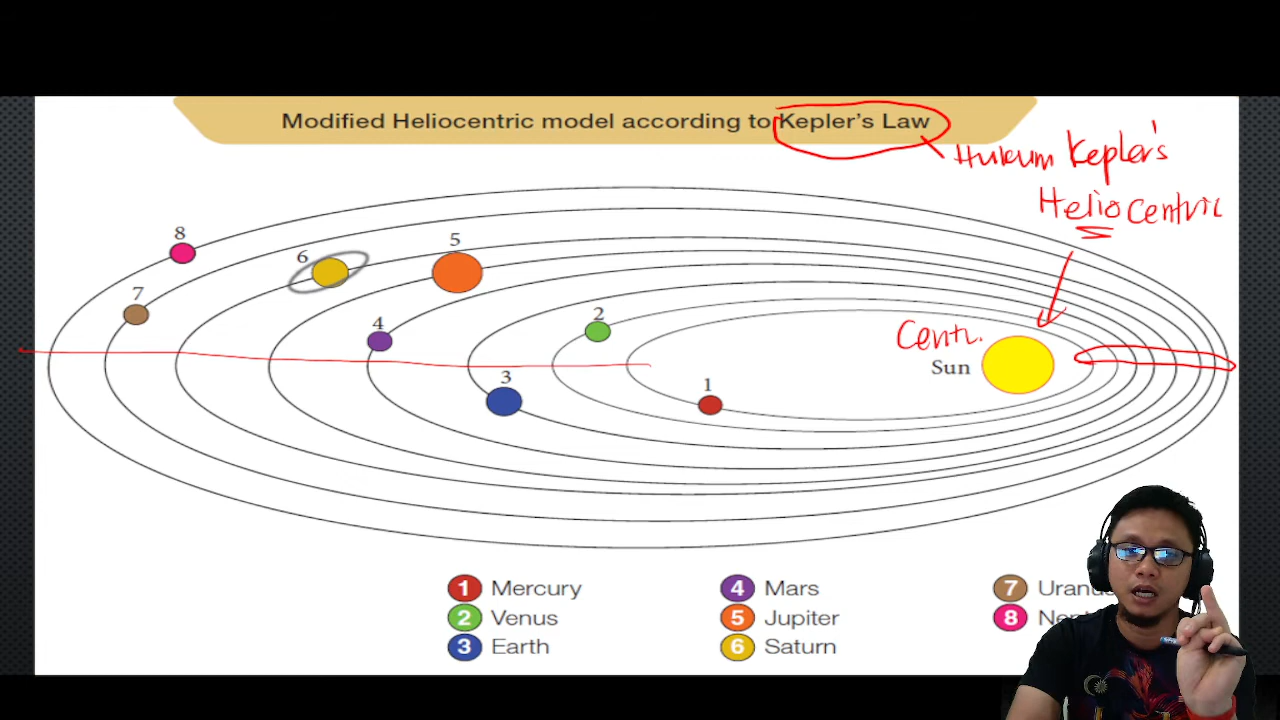 Modified Heliocentric model according to Kepler's Law
Hukum Kepler's
Heliocentric
8
6
5
7
4
2
Centr.
Sun
3
1
1 Mercury
4 Mars
7
2 Venus
5 Jupiter
8
3 Earth
6 Saturn